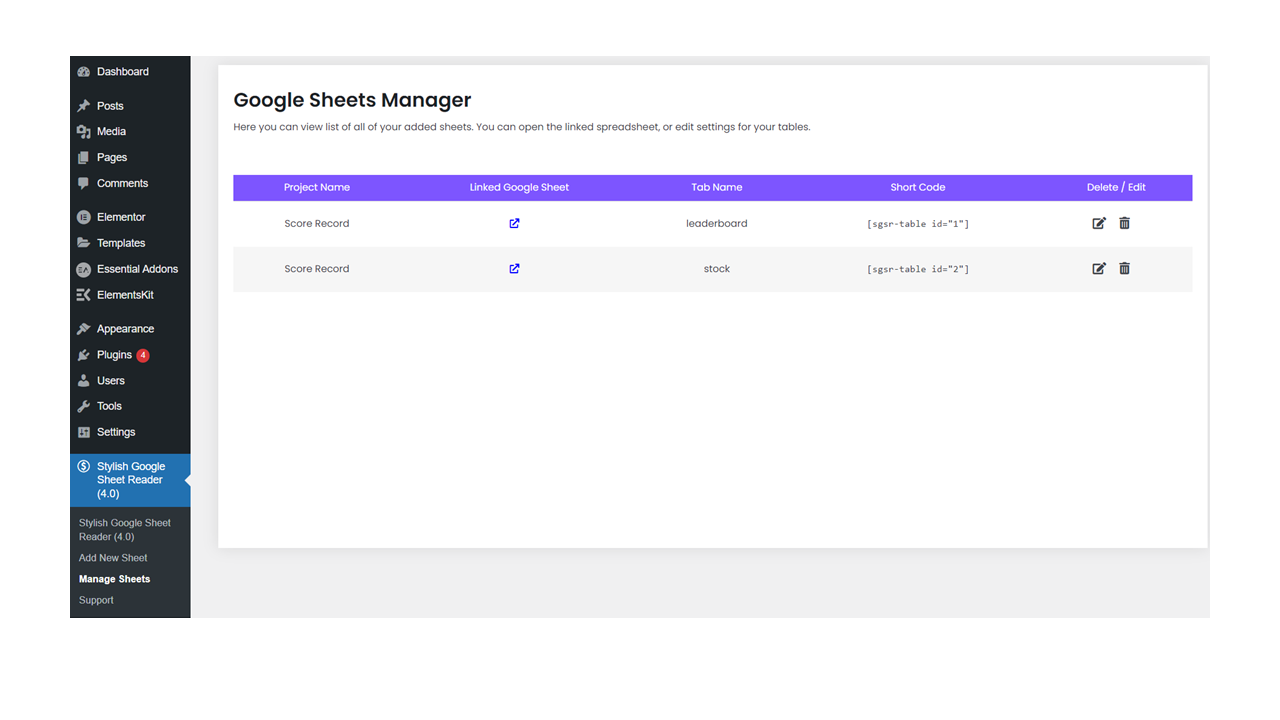 Dashboard
Posts
Media
Pages
Comments
Elementor
Templates
Essential Addons
ElementsKit
Appearance
Plugins 4
Users
Tools
Settings
Stylish Google
Sheet Reader
(4.0)
Stylish Google Sheet
Reader (4.0)
Add New Sheet
Manage Sheets
Support
Google Sheets Manager
Here you can view list of all of your added sheets. You can open the linked spreadsheet, or edit settings for your tables.
Project Name Linked Google Sheet Tab Name Short Code Delete / Edit
Score Record leaderboard [sgsr-table id="1"]
Score Record stock [sgsr-table id="2"]